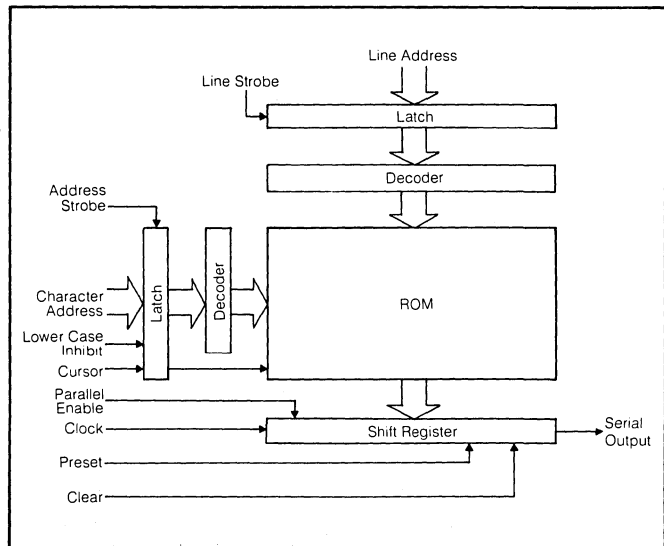 Line Address
Line Strobe
Latch
Decoder
Address
Strobe
Latch
Decoder
ROM
Character
Address
Lower Case
Inhibit
Cursor
Parallel
Enable
Clock
Shift Register
Serial
Output
Preset
Clear